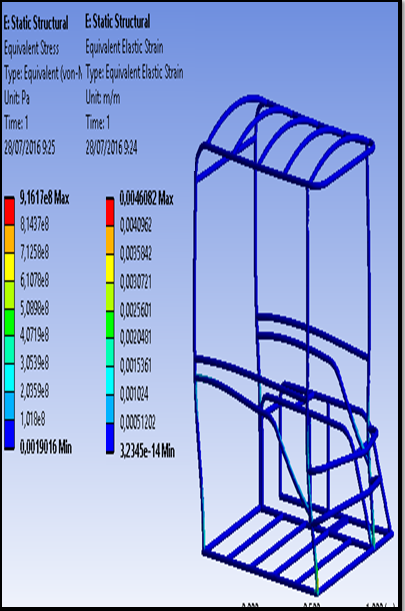 E: Static Structural
Equivalent Stress
Type: Equivalent (von-M
Unit: Pa
Time: 1
28/07/2016 9:25
9,1617e8 Max
8,1437e8
7,1258e8
6,1078e8
5,0898e8
4,0719e8
3,0539e8
2,0359e8
1,018e8
0,0019016 Min
E: Static Structural
Equivalent Elastic Strain
Type: Equivalent Elastic Strain
Unit: m/m
Time: 1
28/07/2016 9:24
0,0046082 Max
0,0040962
0,0035842
0,0030721
0,0025601
0,0020481
0,0015361
0,001024
0,00051202
3,2345e-14 Min